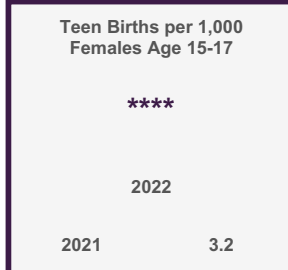 Teen Births per 1,000
Females Age 15-17
****
2022
2021 3.2